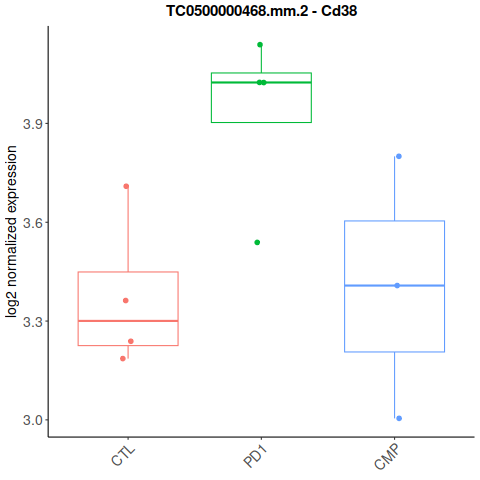 TC0500000468.mm.2 - Cd38
log2 normalized expression
3.9
3.6
3.3
3.0
CTL
PD1
CMP